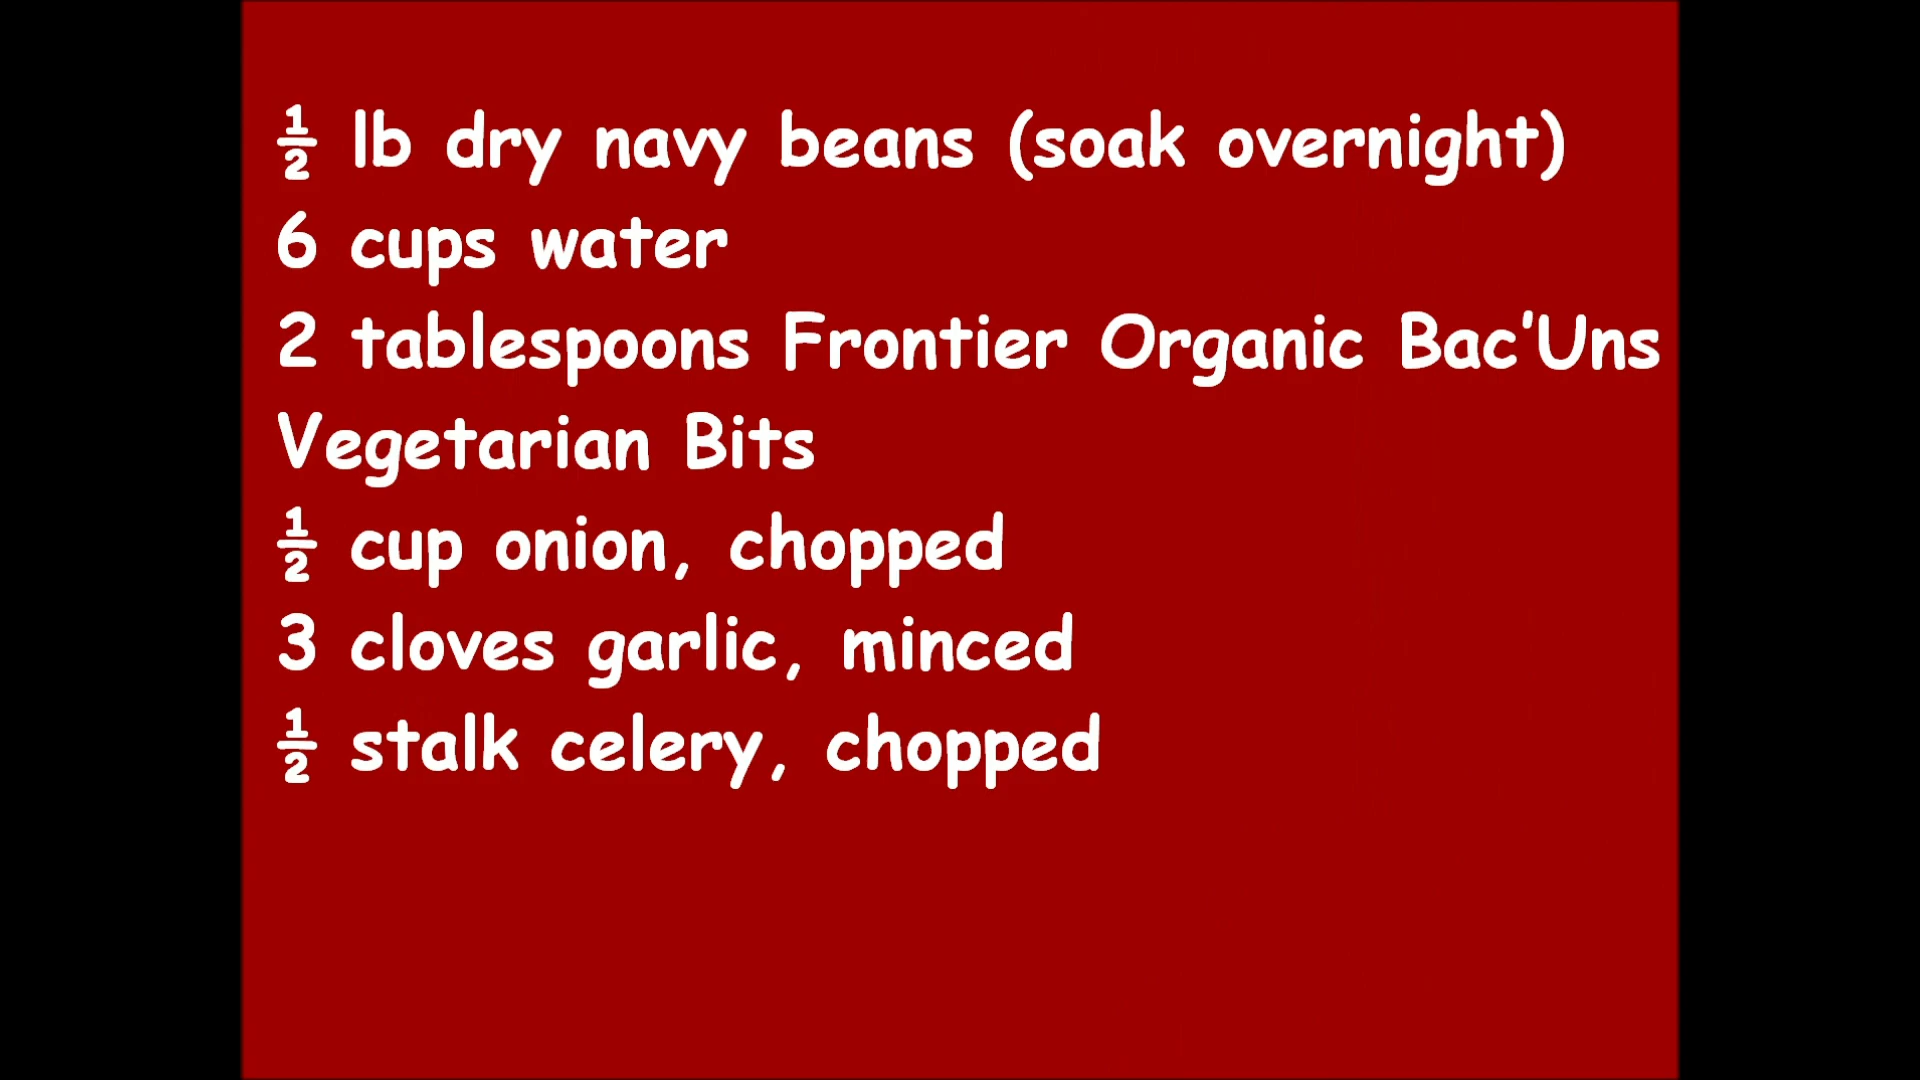 ½ lb dry navy beans (soak overnight)
6 cups water
2 tablespoons Frontier Organic Bac'Uns
Vegetarian Bits
½ cup onion, chopped
3 cloves garlic, minced
½ stalk celery, chopped